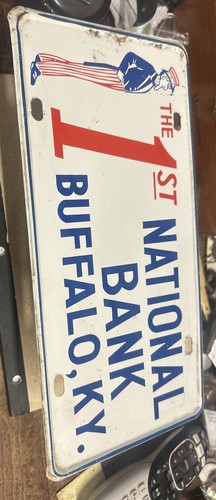 THE 1ST
NATIONAL
BANK
BUFFALO, KY.